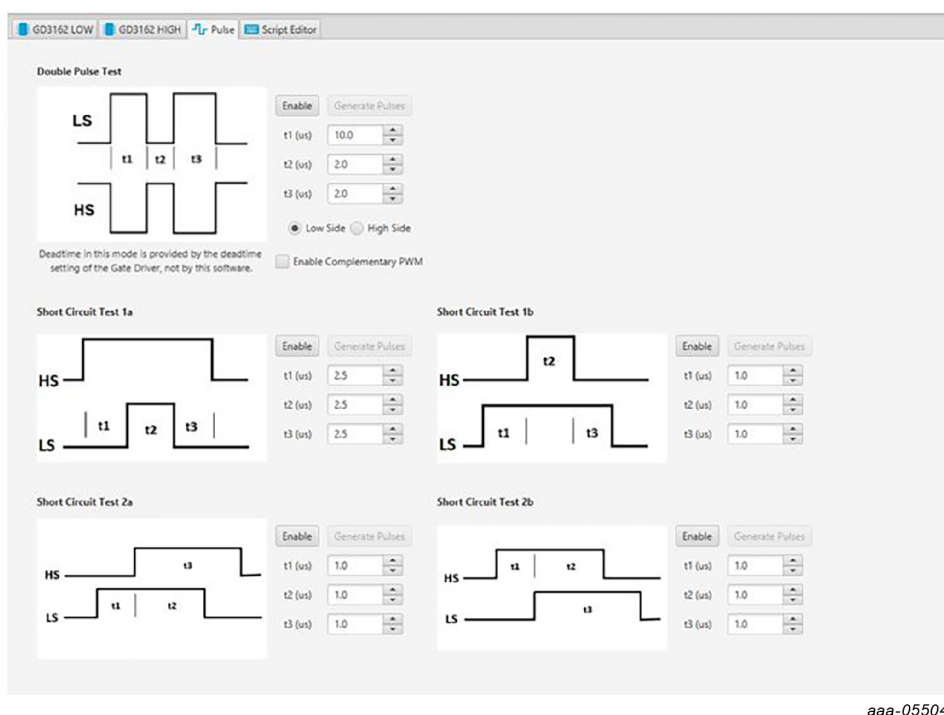 GD3162 LOW GD3162 HIGH Pulse Script Editor
Double Pulse Test
LS
t1 t2 t3
HS
Enable Generate Pulses
t1 (us) 10.0
t2 (us) 2.0
t3 (us) 2.0
Low Side High Side
Deadtime in this mode is provided by the deadtime
setting of the Gate Driver, not by this software.
Enable Complementary PWM
Short Circuit Test 1a
HS
t1 t2 t3
LS
Enable Generate Pulses
t1 (us) 2.5
t2 (us) 2.5
t3 (us) 2.5
Short Circuit Test 1b
t2
HS
t1 t3
LS
Enable Generate Pulses
t1 (us) 1.0
t2 (us) 1.0
t3 (us) 1.0
Short Circuit Test 2a
t3
HS
t1 t2
LS
Enable Generate Pulses
t1 (us) 1.0
t2 (us) 1.0
t3 (us) 1.0
Short Circuit Test 2b
t1 t2
HS
t3
LS
Enable Generate Pulses
t1 (us) 1.0
t2 (us) 1.0
t3 (us) 1.0
aaa-05504